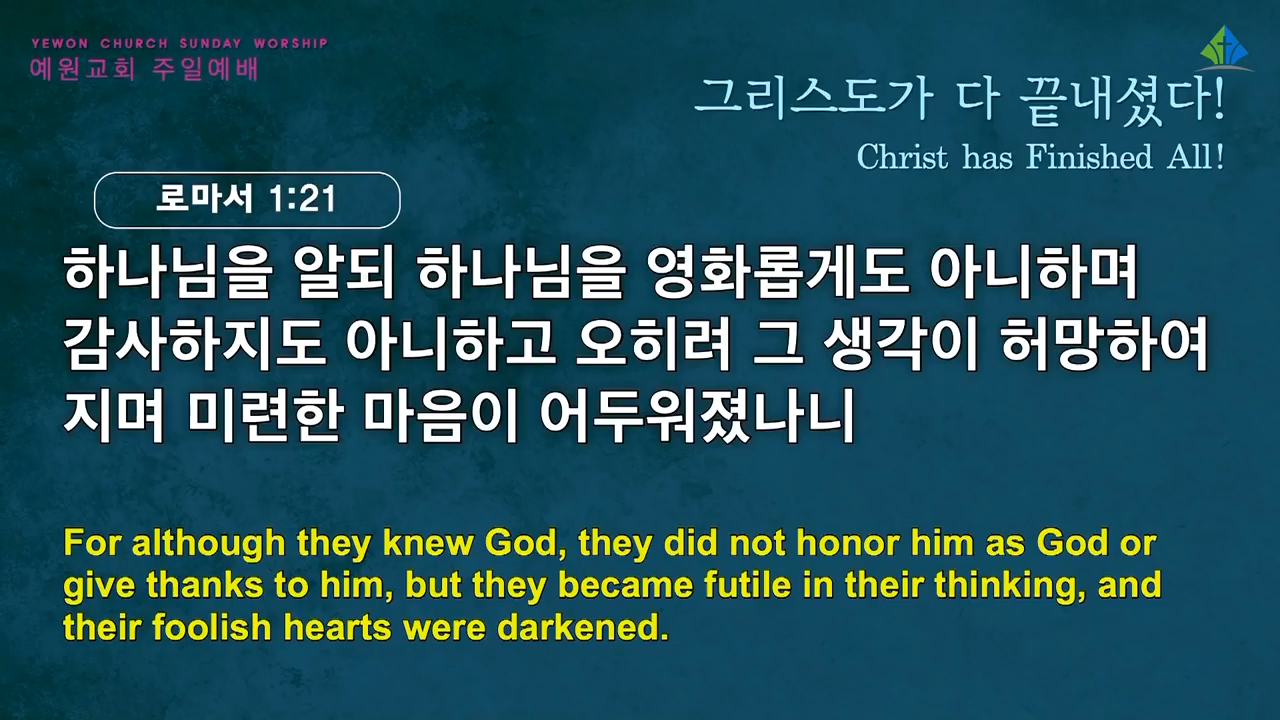 YEWON CHURCH SUNDAY WORSHIP
예원교회 주일예배
그리스도가 다 끝내셨다!
Christ has Finished All!
로마서 1:21
하나님을 알되 하나님을 영화롭게도 아니하며
감사하지도 아니하고 오히려 그 생각이 허망하여
지며 미련한 마음이 어두워졌나니
For although they knew God, they did not honor him as God or
give thanks to him, but they became futile in their thinking, and
their foolish hearts were darkened.